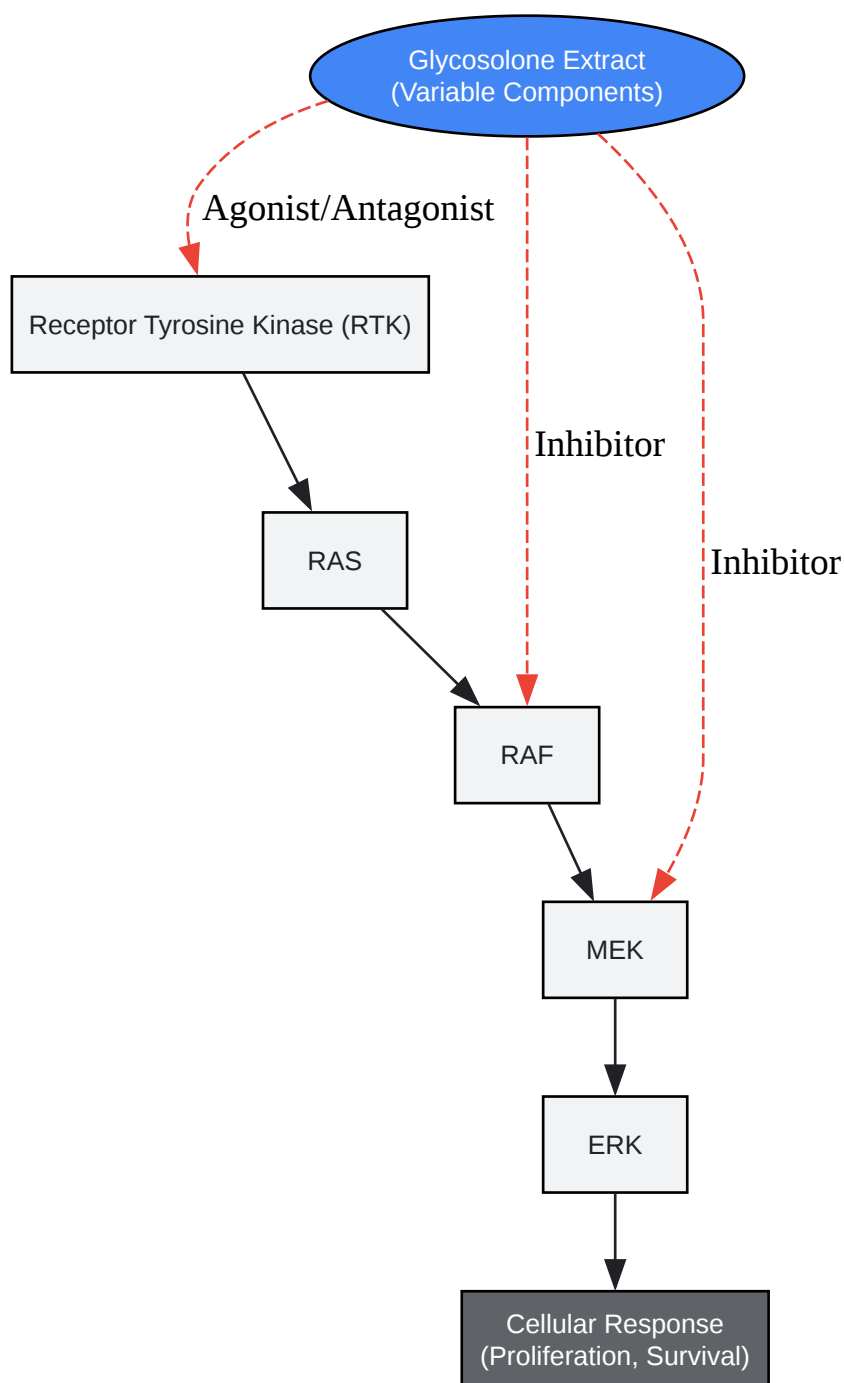 Glycosolone Extract
(Variable Components)
Agonist/Antagonist
Receptor Tyrosine Kinase (RTK)
Inhibitor
RAS
Inhibitor
RAF
MEK
ERK
Cellular Response
(Proliferation, Survival)